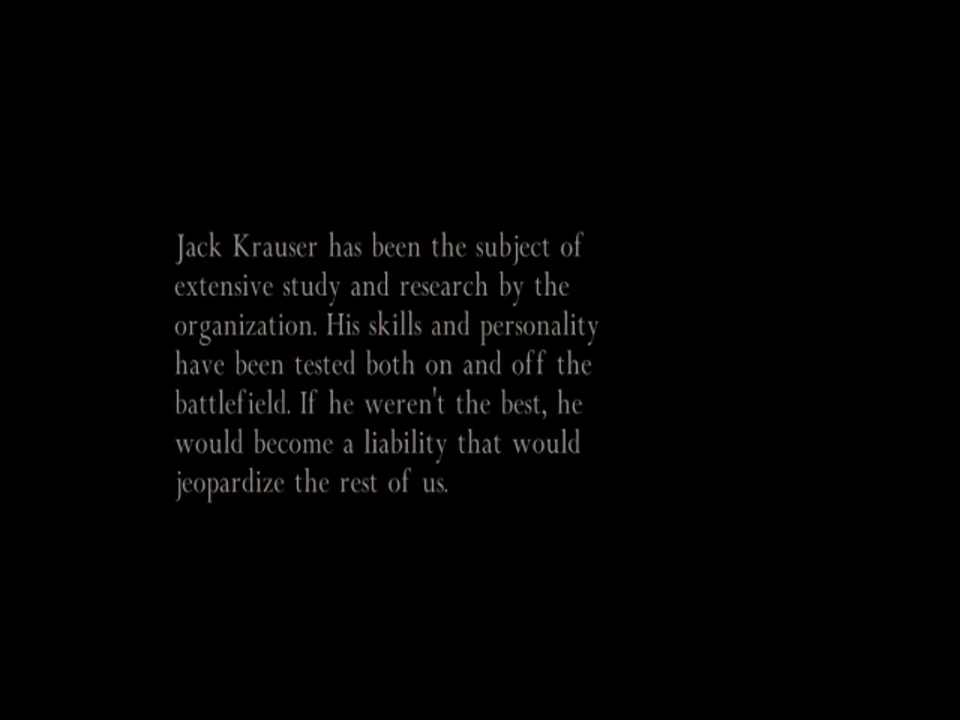 Jack Krauser has been the subject of
extensive study and research by the
organization. His skills and personality
have been tested both on and off the
battlefield. If he weren't the best, he
would become a liability that would
jeopardize the rest of us.